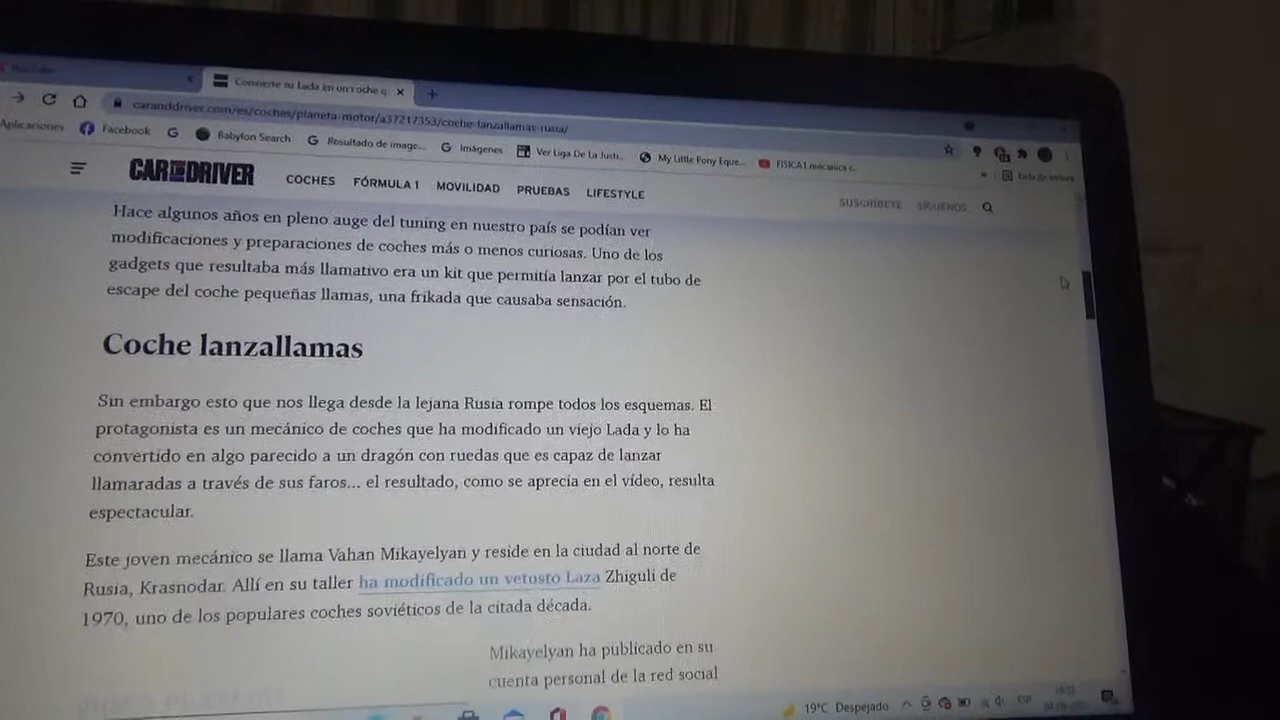 YouTube
Convierte su Lada en un coche q
caranddriver.com/es/coches/planeta-motor/a37217353/coche-lanzallamas-rusia/
Aplicaciones Facebook Babylon Search Resultado de image... Imágenes Ver Liga De La Justi... My Little Pony Eque... FISICA I mecanica c...
Lista de lectura
CAR AND DRIVER COCHES FÓRMULA 1 MOVILIDAD PRUEBAS LIFESTYLE SUSCRÍBETE SÍGUENOS
Hace algunos años en pleno auge del tuning en nuestro país se podían ver
modificaciones y preparaciones de coches más o menos curiosas. Uno de los
gadgets que resultaba más llamativo era un kit que permitía lanzar por el tubo de
escape del coche pequeñas llamas, una frikada que causaba sensación.
Coche lanzallamas
Sin embargo esto que nos llega desde la lejana Rusia rompe todos los esquemas. El
protagonista es un mecánico de coches que ha modificado un viejo Lada y lo ha
convertido en algo parecido a un dragón con ruedas que es capaz de lanzar
llamaradas a través de sus faros... el resultado, como se aprecia en el vídeo, resulta
espectacular.
Este joven mecánico se llama Vahan Mikayelyan y reside en la ciudad al norte de
Rusia, Krasnodar. Allí en su taller ha modificado un vetusto Laza Zhiguli de
1970, uno de los populares coches soviéticos de la citada década.
Mikayelyan ha publicado en su
cuenta personal de la red social
19°C Despejado ESP